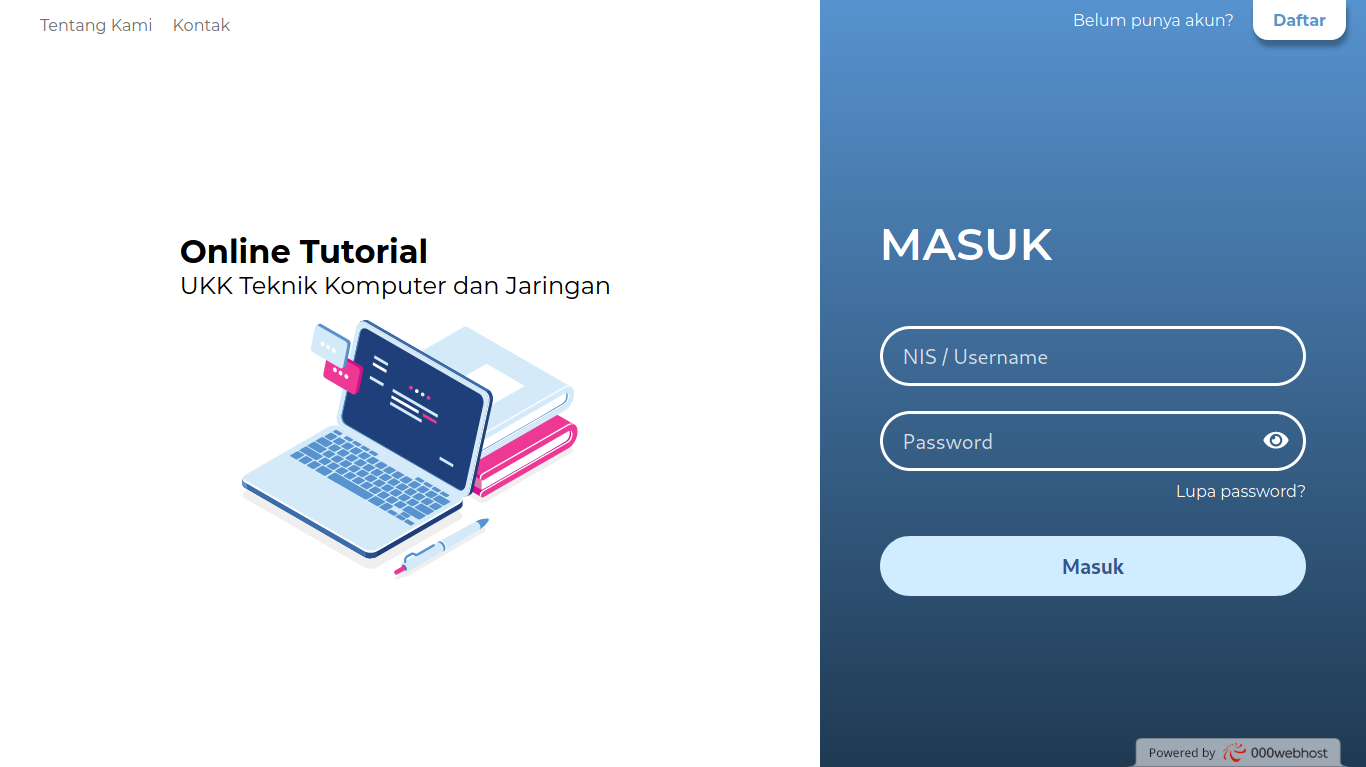 Tentang Kami Kontak
Belum punya akun? Daftar
Online Tutorial
UKK Teknik Komputer dan Jaringan
MASUK
NIS / Username
Password
Lupa password?
Masuk
Powered by 000webhost